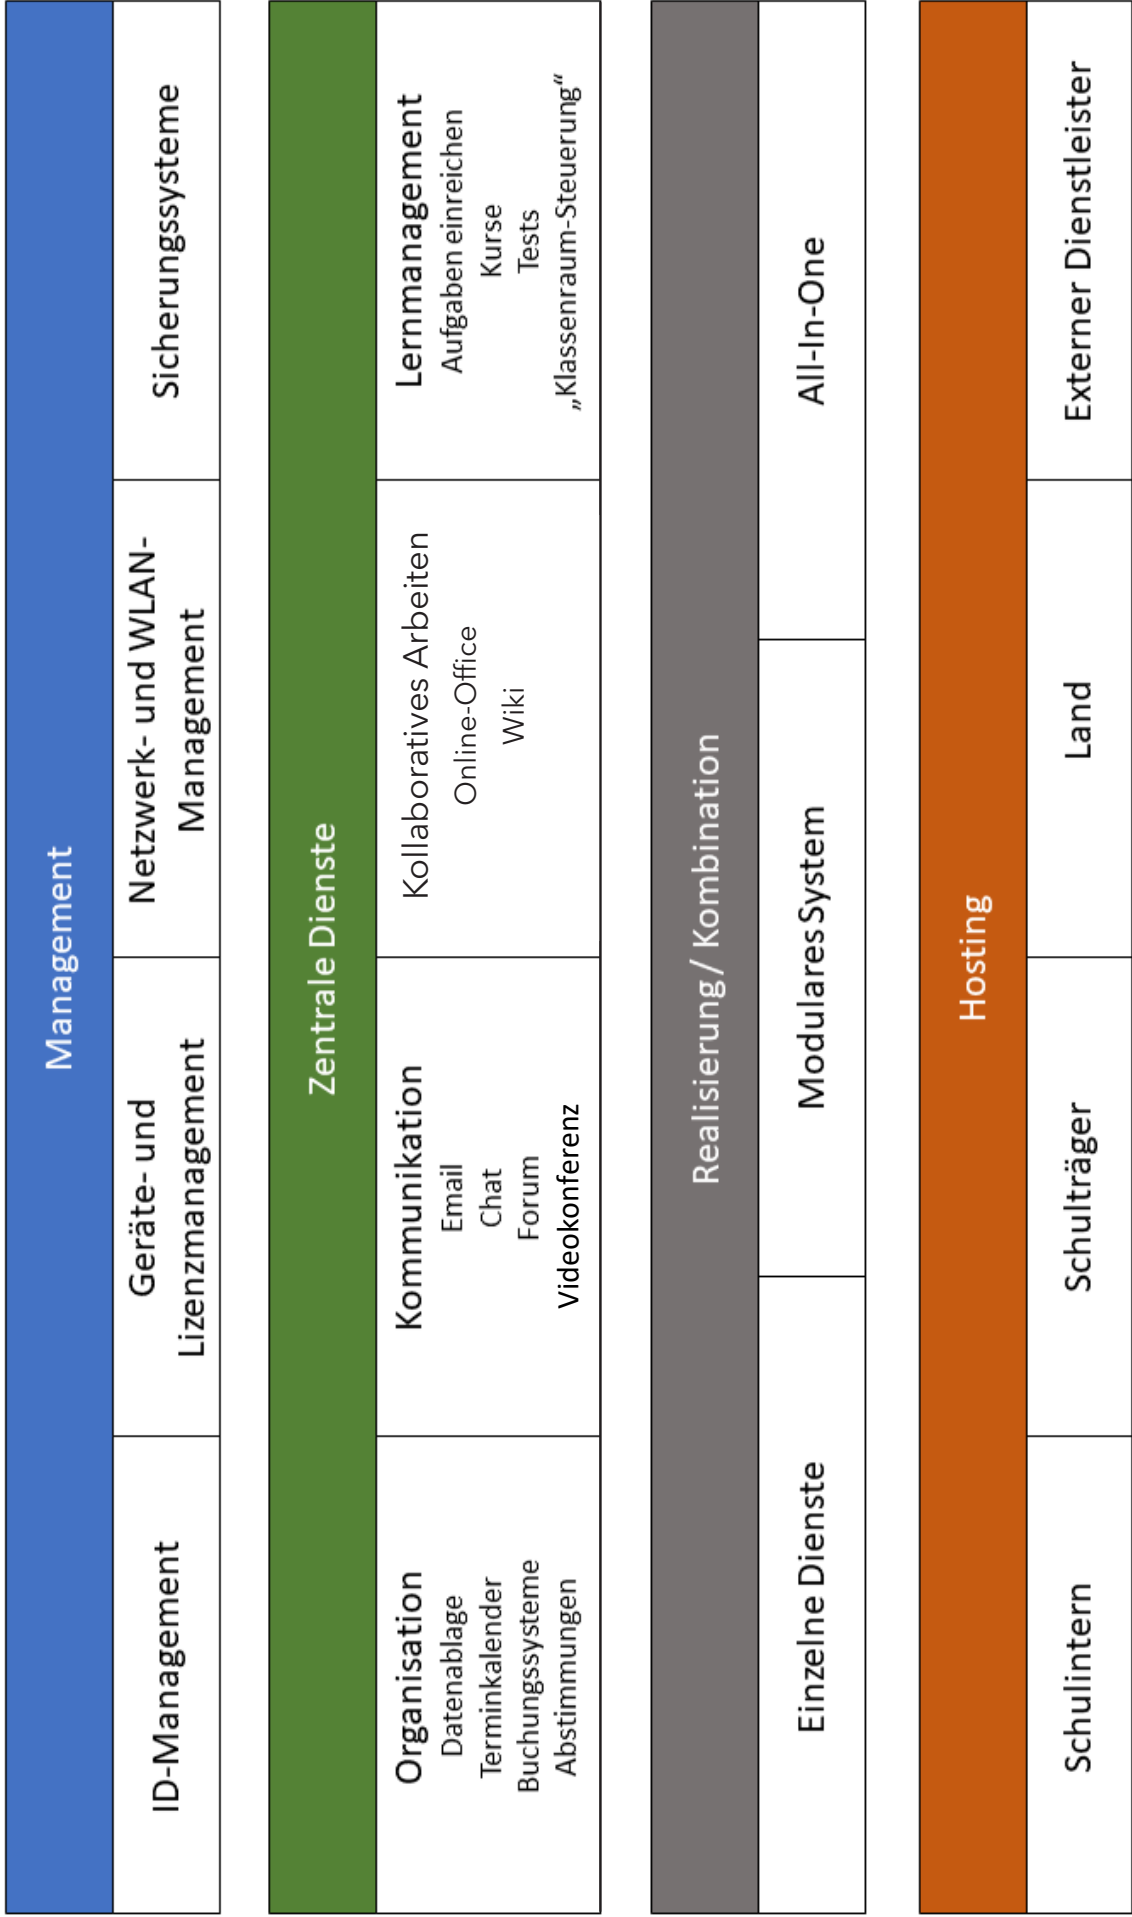 Management
ID-Management
Geräte- und
Lizenzmanagement
Netzwerk- und WLAN-
Management
Sicherungssysteme
Zentrale Dienste
Organisation
Datenablage
Terminkalender
Buchungssysteme
Abstimmungen
Kommunikation
Email
Chat
Forum
Videokonferenz
Kollaboratives Arbeiten
Online-Office
Wiki
Lernmanagement
Aufgaben einreichen
Kurse
Tests
„Klassenraum-Steuerung“
Realisierung/ Kombination
Einzelne Dienste
Modulares System
All-In-One
Hosting
Schulintern
Schulträger
Land
Externer Dienstleister